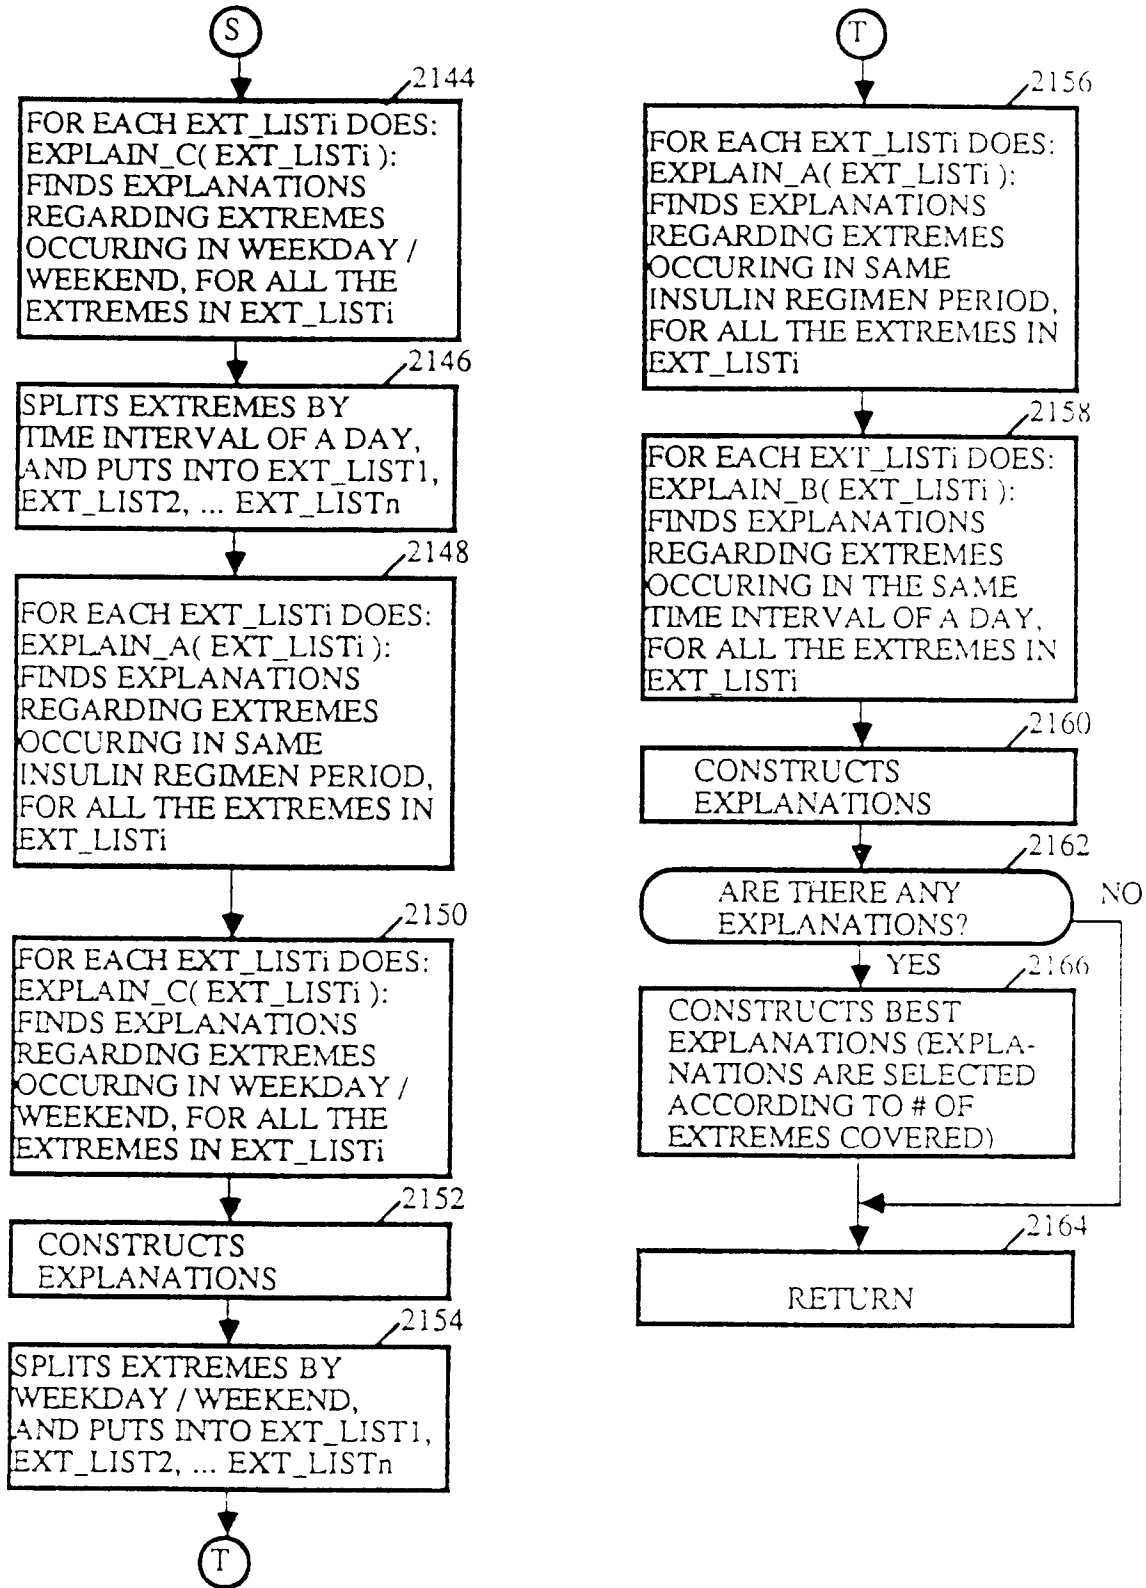 S
2144
FOR EACH EXT_LISTi DOES:
EXPLAIN_C( EXT_LISTi ):
FINDS EXPLANATIONS
REGARDING EXTREMES
OCCURING IN WEEKDAY /
WEEKEND, FOR ALL THE
EXTREMES IN EXT_LISTi
2146
SPLITS EXTREMES BY
TIME INTERVAL OF A DAY,
AND PUTS INTO EXT_LIST1,
EXT_LIST2, ... EXT_LISTn
2148
FOR EACH EXT_LISTi DOES:
EXPLAIN_A( EXT_LISTi ):
FINDS EXPLANATIONS
REGARDING EXTREMES
OCCURING IN SAME
INSULIN REGIMEN PERIOD,
FOR ALL THE EXTREMES IN
EXT_LISTi
2150
FOR EACH EXT_LISTi DOES:
EXPLAIN_C( EXT_LISTi ):
FINDS EXPLANATIONS
REGARDING EXTREMES
OCCURING IN WEEKDAY /
WEEKEND, FOR ALL THE
EXTREMES IN EXT_LISTi
2152
CONSTRUCTS
EXPLANATIONS
2154
SPLITS EXTREMES BY
WEEKDAY / WEEKEND,
AND PUTS INTO EXT_LIST1,
EXT_LIST2, ... EXT_LISTn
T
T
2156
FOR EACH EXT_LISTi DOES:
EXPLAIN_A( EXT_LISTi ):
FINDS EXPLANATIONS
REGARDING EXTREMES
OCCURING IN SAME
INSULIN REGIMEN PERIOD,
FOR ALL THE EXTREMES IN
EXT_LISTi
2158
FOR EACH EXT_LISTi DOES:
EXPLAIN_B( EXT_LISTi ):
FINDS EXPLANATIONS
REGARDING EXTREMES
OCCURING IN THE SAME
TIME INTERVAL OF A DAY,
FOR ALL THE EXTREMES IN
EXT_LISTi
2160
CONSTRUCTS
EXPLANATIONS
2162
ARE THERE ANY
EXPLANATIONS?
NO
YES
2166
CONSTRUCTS BEST
EXPLANATIONS (EXPLA-
NATIONS ARE SELECTED
ACCORDING TO # OF
EXTREMES COVERED)
2164
RETURN